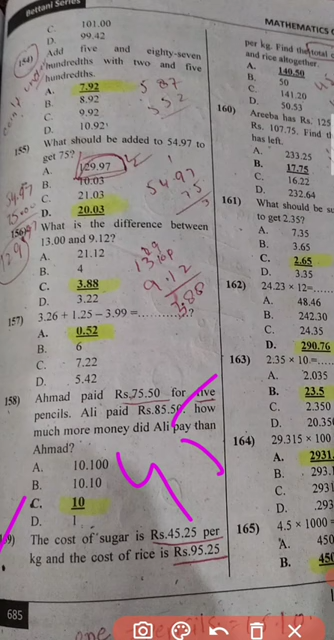 Bettani Series
MATHEMATICS
C. 101.00
D. 99.42
154) Add five and eighty-seven
hundredths with two and five
hundredths.
A. 7.92
B. 8.92
C. 9.92
D. 10.92
155) What should be added to 54.97 to
get 75?
A. 129.97
B. 10.03
C. 21.03
D. 20.03
156) What is the difference between
13.00 and 9.12?
A. 21.12
B. 4
C. 3.88
D. 3.22
157) 3.26 + 1.25 – 3.99 =..........?
A. 0.52
B. 6
C. 7.22
D. 5.42
158) Ahmad paid Rs.75.50 for five
pencils. Ali paid Rs.85.50. how
much more money did Ali pay than
Ahmad?
A. 10.100
B. 10.10
C. 10
D. 1
9) The cost of sugar is Rs.45.25 per
kg and the cost of rice is Rs.95.25
685
per kg. Find the total
and rice altogether.
A. 140.50
B. 50
C. 141.20
D. 50.53
160) Areeba has Rs. 125
Rs. 107.75. Find
has left.
A. 233.25
B. 17.75
C. 16.22
D. 232.64
161) What should be
to get 2.35?
A. 7.35
B. 3.65
C. 2.65
D. 3.35
162) 24.23 × 12=
A. 48.46
B. 242.30
C. 24.35
D. 290.76
163) 2.35 × 10 =
A. 2.035
B. 23.5
C. 2.350
D. 20.35
164) 29.315 × 100
A. 2931.
B. 293.1
C. 2931
D. .293
165) 4.5 × 1000 =
A. 450
B. 450
5 87
54.97
75
9.12
388